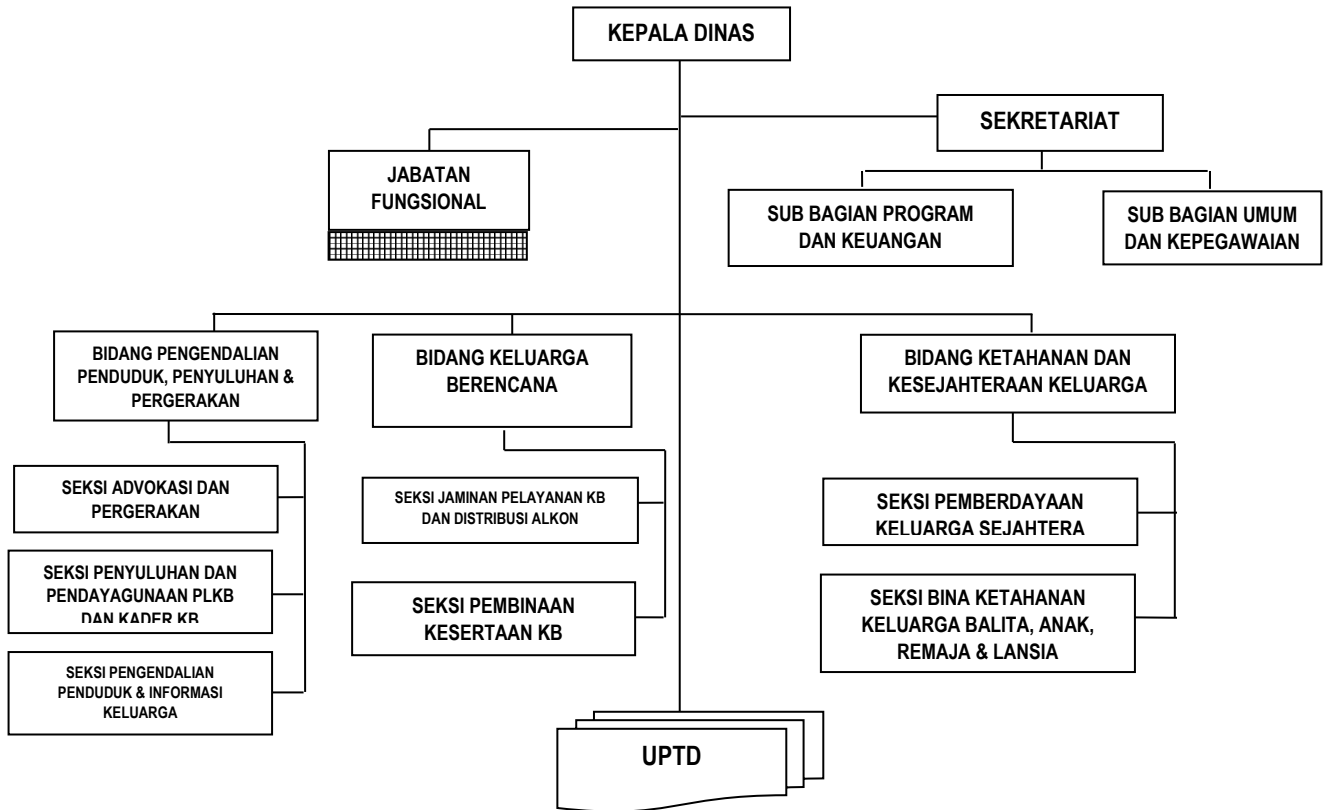 KEPALA DINAS
SEKRETARIAT
JABATAN
FUNGSIONAL
SUB BAGIAN PROGRAM
DAN KEUANGAN
SUB BAGIAN UMUM
DAN KEPEGAWAIAN
BIDANG PENGENDALIAN
PENDUDUK, PENYULUHAN &
PERGERAKAN
BIDANG KELUARGA
BERENCANA
BIDANG KETAHANAN DAN
KESEJAHTERAAN KELUARGA
SEKSI ADVOKASI DAN
PERGERAKAN
SEKSI JAMINAN PELAYANAN KB
DAN DISTRIBUSI ALKON
SEKSI PEMBERDAYAAN
KELUARGA SEJAHTERA
SEKSI PENYULUHAN DAN
PENDAYAGUNAAN PLKB
DAN KADER KB
SEKSI PEMBINAAN
KESERTAAN KB
SEKSI BINA KETAHANAN
KELUARGA BALITA, ANAK,
REMAJA & LANSIA
SEKSI PENGENDALIAN
PENDUDUK & INFORMASI
KELUARGA
UPTD